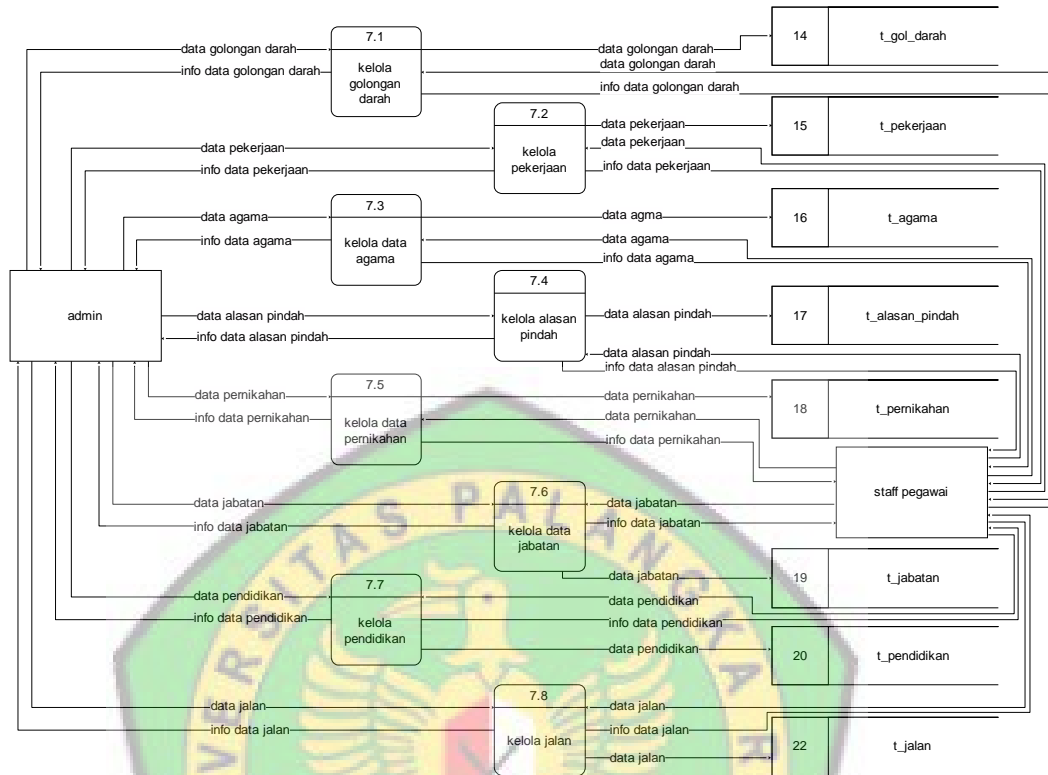 7.1
kelola
golongan
darah
data golongan darah
info data golongan darah
data golongan darah
data golongan darah
info data golongan darah
14
t_gol_darah
7.2
kelola
pekerjaan
data pekerjaan
info data pekerjaan
data pekerjaan
data pekerjaan
info data pekerjaan
15
t_pekerjaan
7.3
kelola data
agama
data agama
info data agama
data agma
data agama
info data agama
16
t_agama
admin
7.4
kelola alasan
pindah
data alasan pindah
info data alasan pindah
data alasan pindah
data alasan pindah
info data alasan pindah
17
t_alasan_pindah
7.5
kelola data
pernikahan
data pernikahan
info data pernikahan
data pernikahan
data pernikahan
info data pernikahan
18
t_pernikahan
staff pegawai
7.6
kelola data
jabatan
data jabatan
info data jabatan
data jabatan
info data jabatan
data jabatan
19
t_jabatan
7.7
kelola
pendidikan
data pendidikan
info data pendidikan
data pendidikan
info data pendidikan
data pendidikan
20
t_pendidikan
7.8
kelola jalan
data jalan
info data jalan
data jalan
info data jalan
data jalan
22
t_jalan
VERSITAS PALANGKA R